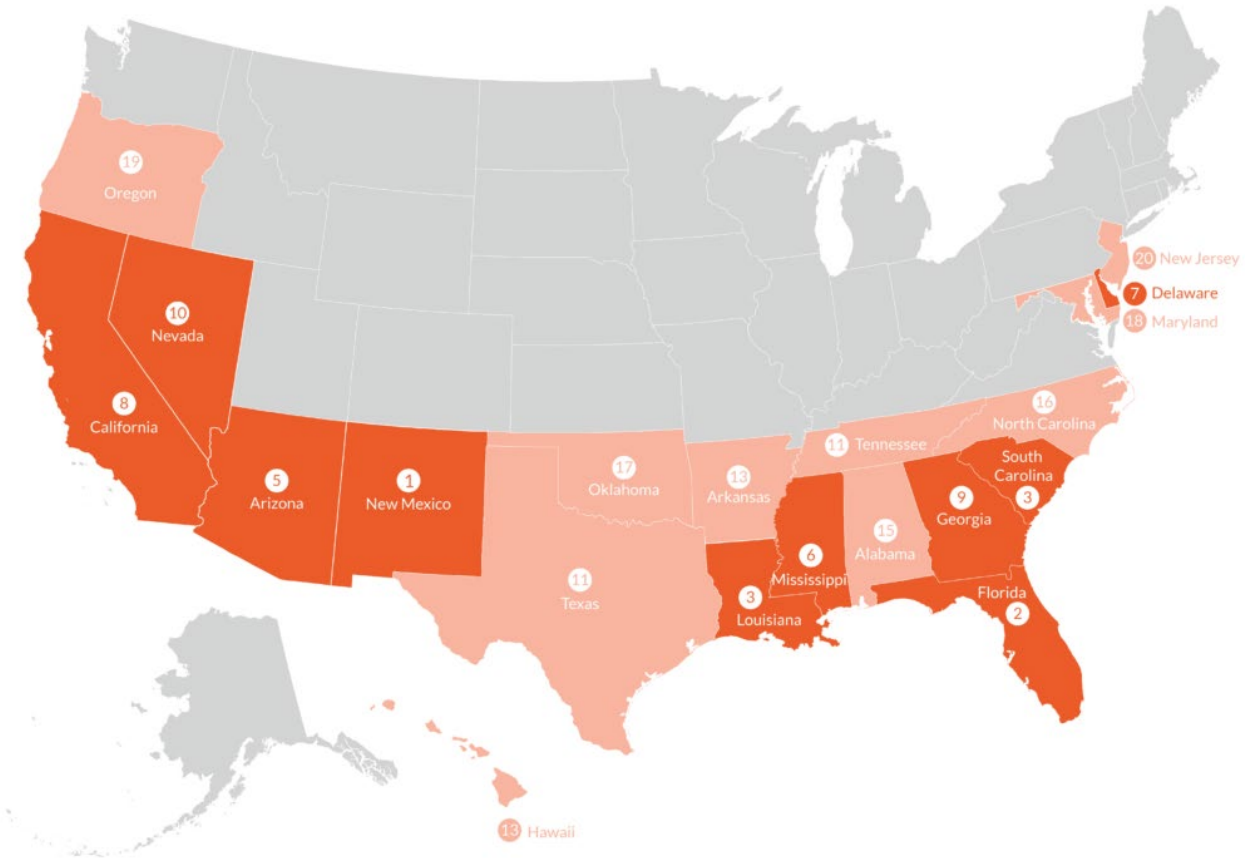 19
Oregon
20 New Jersey
7 Delaware
18 Maryland
10
Nevada
8
California
16
North Carolina
11 Tennessee
South
Carolina
3
17
Oklahoma
13
Arkansas
5
Arizona
1
New Mexico
9
Georgia
15
Alabama
6
Mississippi
11
Texas
3
Louisiana
Florida
2
13 Hawaii